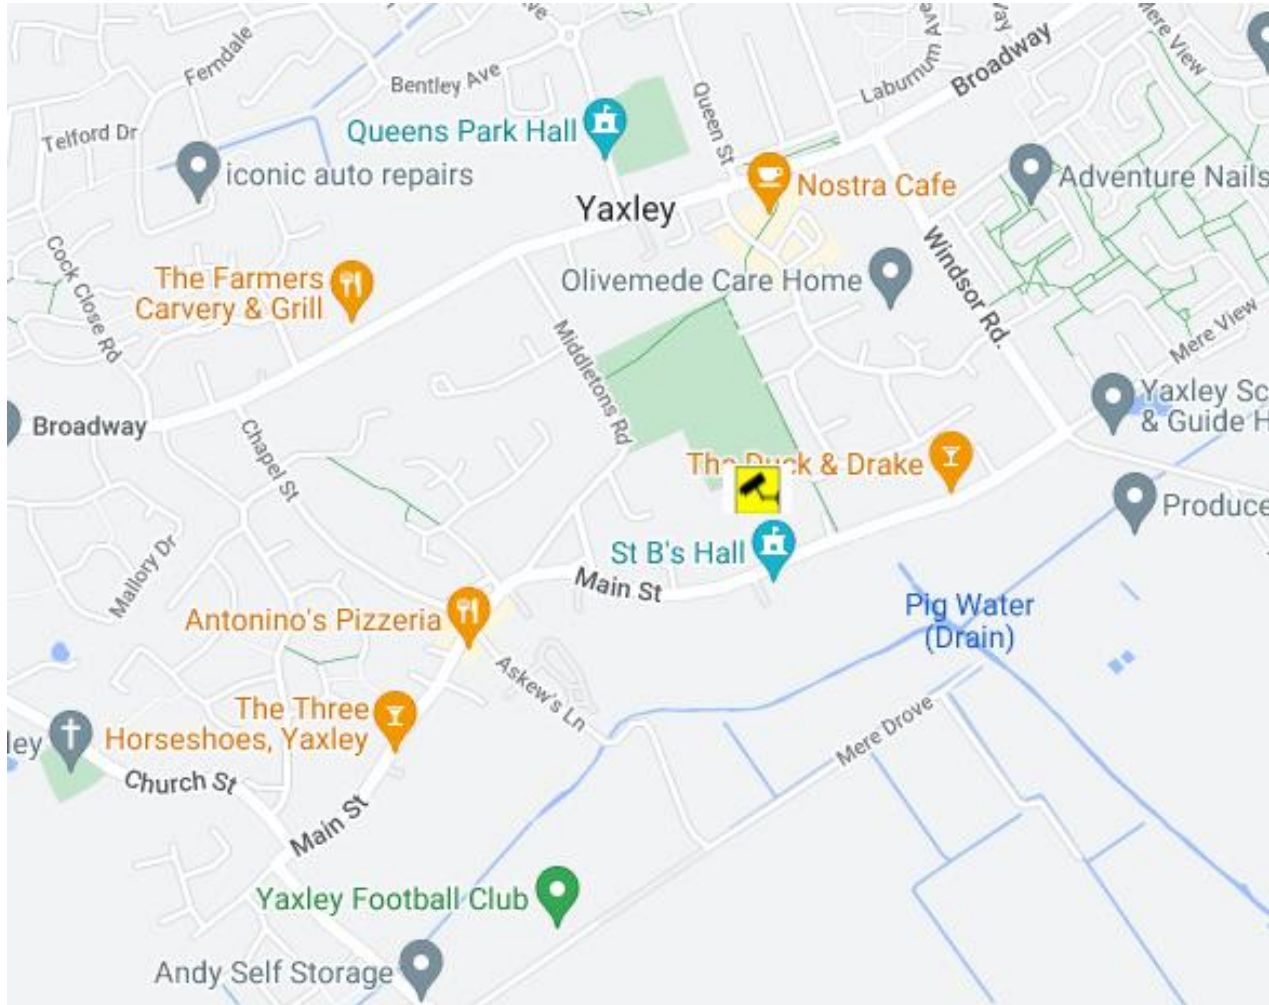 Ave
Ferndale
Bentley Ave
Telford Dr
Queens Park Hall
iconic auto repairs
Queen St
Laburnum Ave
Way
Broadway
Mere View
Nostra Cafe
Adventure Nails
Yaxley
Cock Close Rd
The Farmers
Carvery & Grill
Olivemede Care Home
Windsor Rd.
Mere View
Middletons Rd
Broadway
Chapel St
Yaxley Sc
& Guide H
The Duck & Drake
Produce
St B's Hall
Main St
Mallory Dr
Antonino's Pizzeria
Pig Water
(Drain)
Askew's Ln
The Three
Horseshoes, Yaxley
ley
Church St
Mere Drove
Main St
Yaxley Football Club
Andy Self Storage